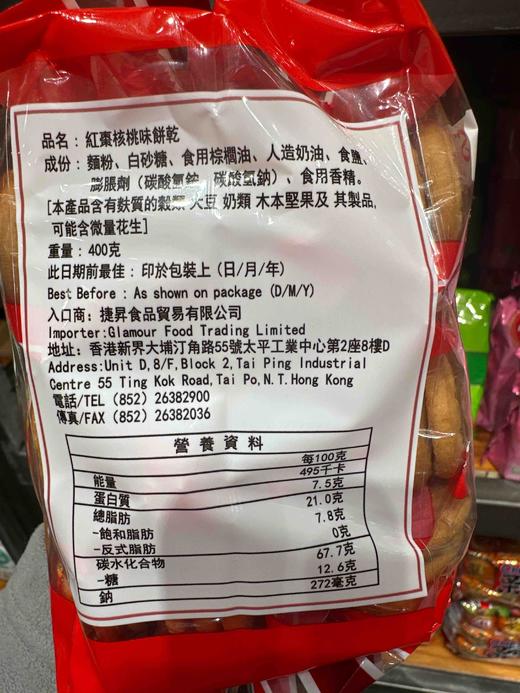 品名：紅棗核桃味餅乾
成份：麵粉、白砂糖、食用棕櫚油、人造奶油、食鹽、
膨脹劑（碳酸氫銨、碳酸氫鈉）、食用香精。
[本產品含有麩質的穀類 大豆 奶類 木本堅果及 其製品,
可能含微量花生]
重量：400克
此日期前最佳：印於包裝上（日/月/年）
Best Before：As shown on package (D/M/Y)
入口商：捷昇食品貿易有限公司
Importer:Glamour Food Trading Limited
地址：香港新界大埔汀角路55號太平工業中心第2座8樓D
Address:Unit D,8/F,Block 2,Tai Ping Industrial
Centre 55 Ting Kok Road,Tai Po,N.T.Hong Kong
電話/TEL（852）26382900
傳真/FAX（852）26382036
營養資料
每100克
能量 495千卡
蛋白質 7.5克
總脂肪 21.0克
-飽和脂肪 7.8克
-反式脂肪 0克
碳水化合物 67.7克
-糖 12.6克
鈉 272毫克